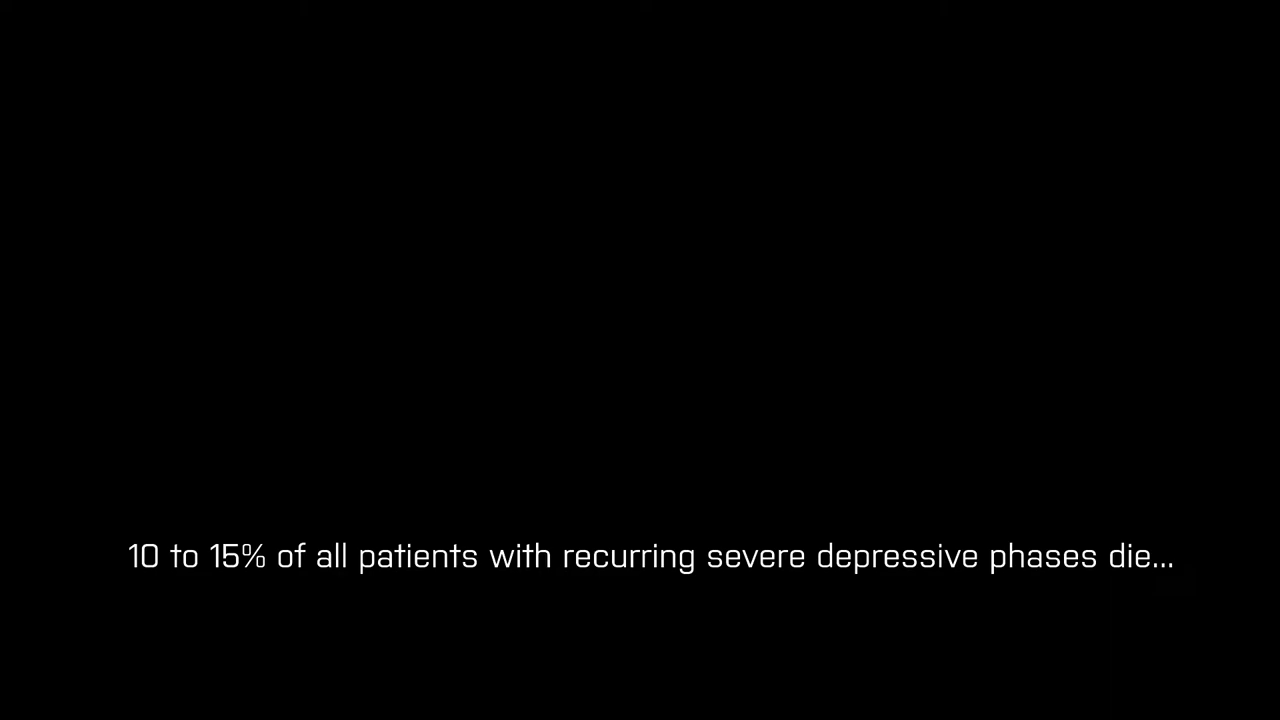 10 to 15% of all patients with recurring severe depressive phases die...